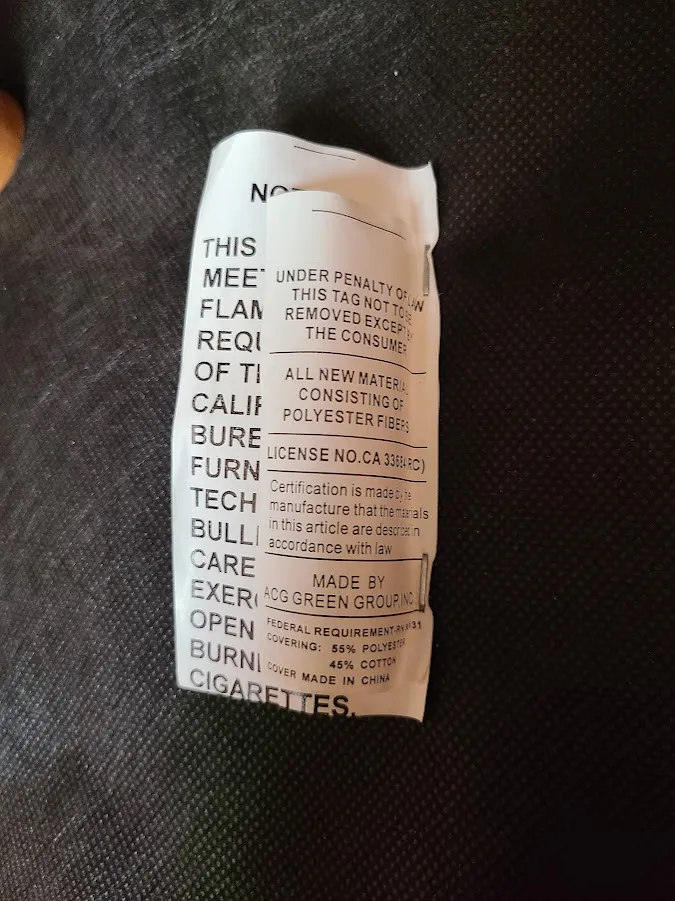 THIS
MEET
FLAM
REQU
OF TH
CALIF
BURE
FURN
TECH
BULL
CARE
EXER
OPEN
BURNI
CIGARETTES.
UNDER PENALTY OF LAW
THIS TAG NOT TO BE
REMOVED EXCEPT BY
THE CONSUMER
ALL NEW MATERIAL
CONSISTING OF
POLYESTER FIBERS
LICENSE NO.CA
Certification is made by the
manufacture that the materials
in this article are described in
accordance with law
MADE BY
ACG GREEN GROUP,INC
FEDERAL REQUIREMENT-RN
COVERING: 55% POLYESTER
45% COTTON
COVER MADE IN CHINA